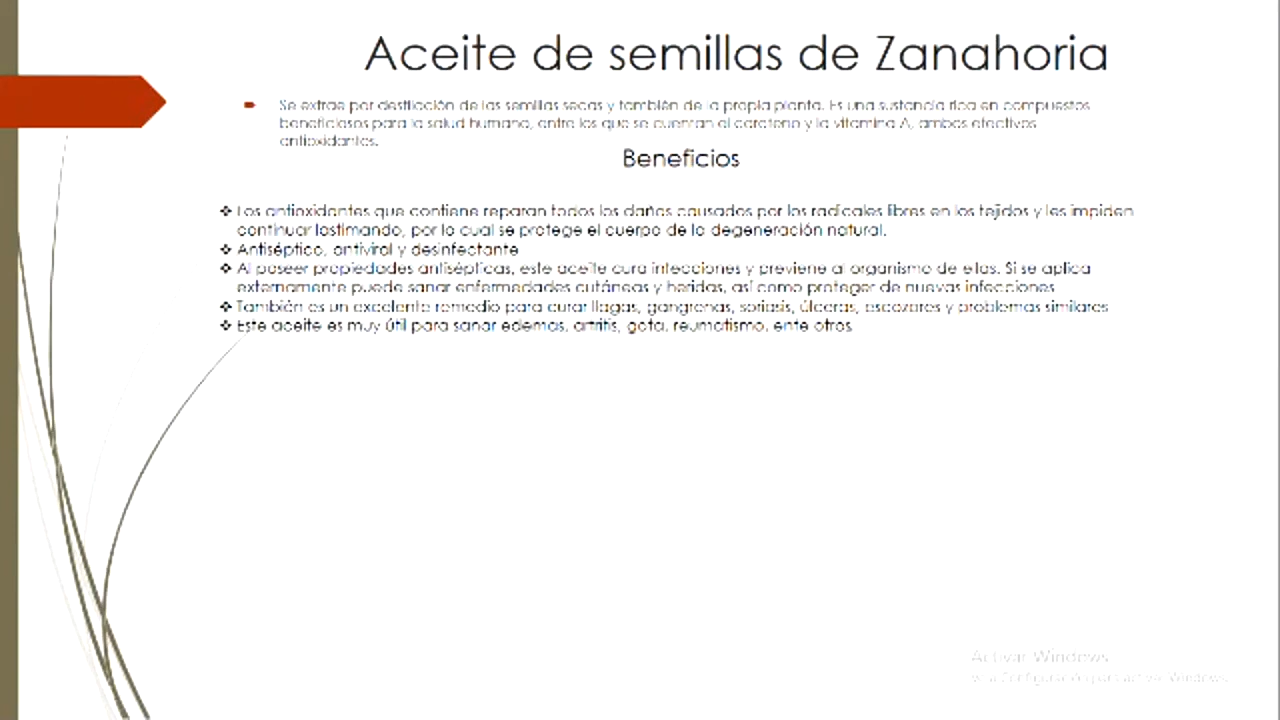 Aceite de semillas de Zanahoria
Se extrae por destilación de las semillas secas y también de la propia planta. Es una sustancia rica en compuestos
beneficiosos para la salud humana, entre los que se cuentan el caroteno y la vitamina A, ambos efectivos
antioxidantes.
Beneficios
❖ Los antioxidantes que contiene reparan todos los daños causados por los radicales libres en los tejidos y les impiden
continuar lastimando, por lo cual se protege el cuerpo de la degeneración natural.
❖ Antiséptico, antiviral y desinfectante
❖ Al poseer propiedades antisépticas, este aceite cura infecciones y previene al organismo de ellas. Si se aplica
externamente puede sanar enfermedades cutáneas y heridas, así como proteger de nuevas infecciones
❖ También es un excelente remedio para curar llagas, gangrenas, soriasis, úlceras, escozores y problemas similares
❖ Este aceite es muy útil para sanar edemas, artritis, gota, reumatismo, ente otros
Activar Windows
Ve a Configuración para activar Windows.